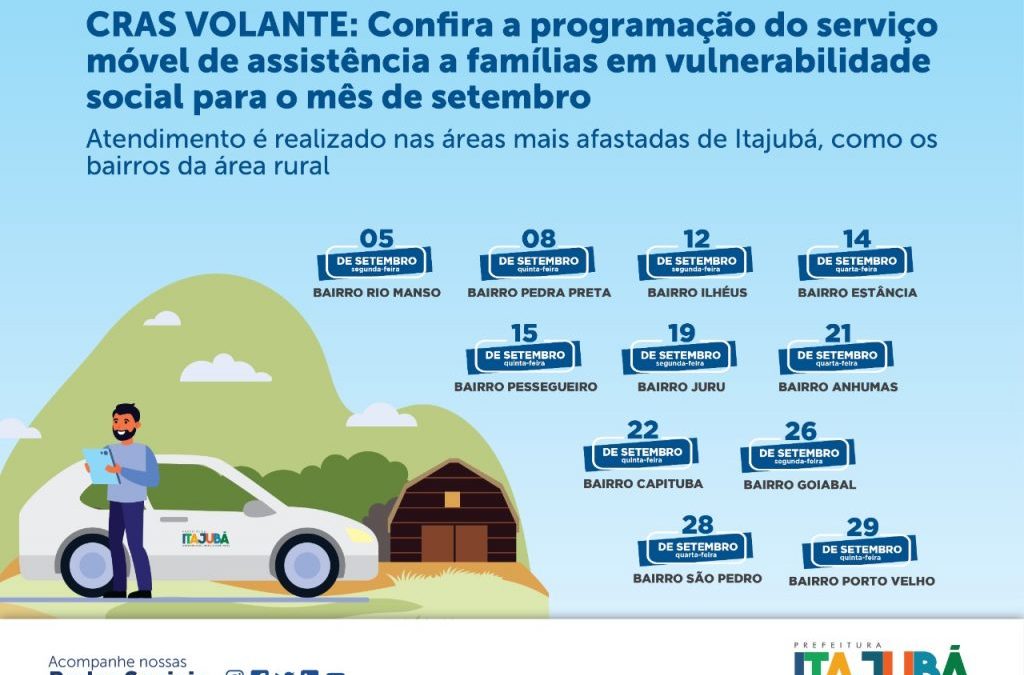 CRAS VOLANTE: Confira a programação do serviço
móvel de assistência a famílias em vulnerabilidade
social para o mês de setembro
Atendimento é realizado nas áreas mais afastadas de Itajubá, como os
bairros da área rural
05
DE SETEMBRO
segunda-feira
BAIRRO RIO MANSO
08
DE SETEMBRO
quinta-feira
BAIRRO PEDRA PRETA
12
DE SETEMBRO
segunda-feira
BAIRRO ILHÉUS
14
DE SETEMBRO
quarta-feira
BAIRRO ESTÂNCIA
15
DE SETEMBRO
quinta-feira
BAIRRO PESSEGUEIRO
19
DE SETEMBRO
segunda-feira
BAIRRO JURU
21
DE SETEMBRO
quarta-feira
BAIRRO ANHUMAS
22
DE SETEMBRO
quinta-feira
BAIRRO CAPITUBA
26
DE SETEMBRO
segunda-feira
BAIRRO GOIABAL
28
DE SETEMBRO
quarta-feira
BAIRRO SÃO PEDRO
29
DE SETEMBRO
quinta-feira
BAIRRO PORTO VELHO
ITAJUBÁ
Acompanhe nossas
PREFEITURA
ITAJUBÁ